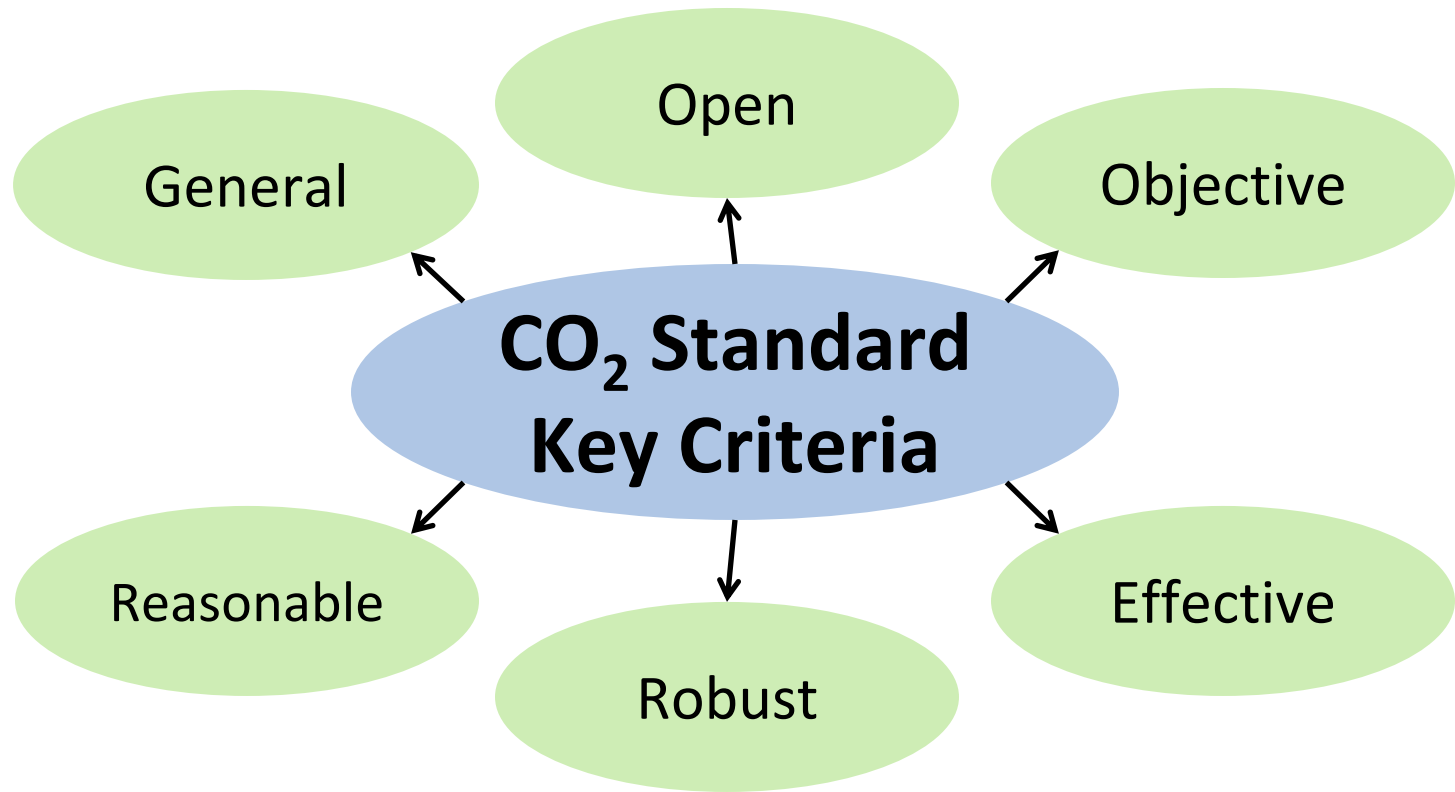 Open
General
Objective
CO₂ Standard
Key Criteria
Reasonable
Effective
Robust